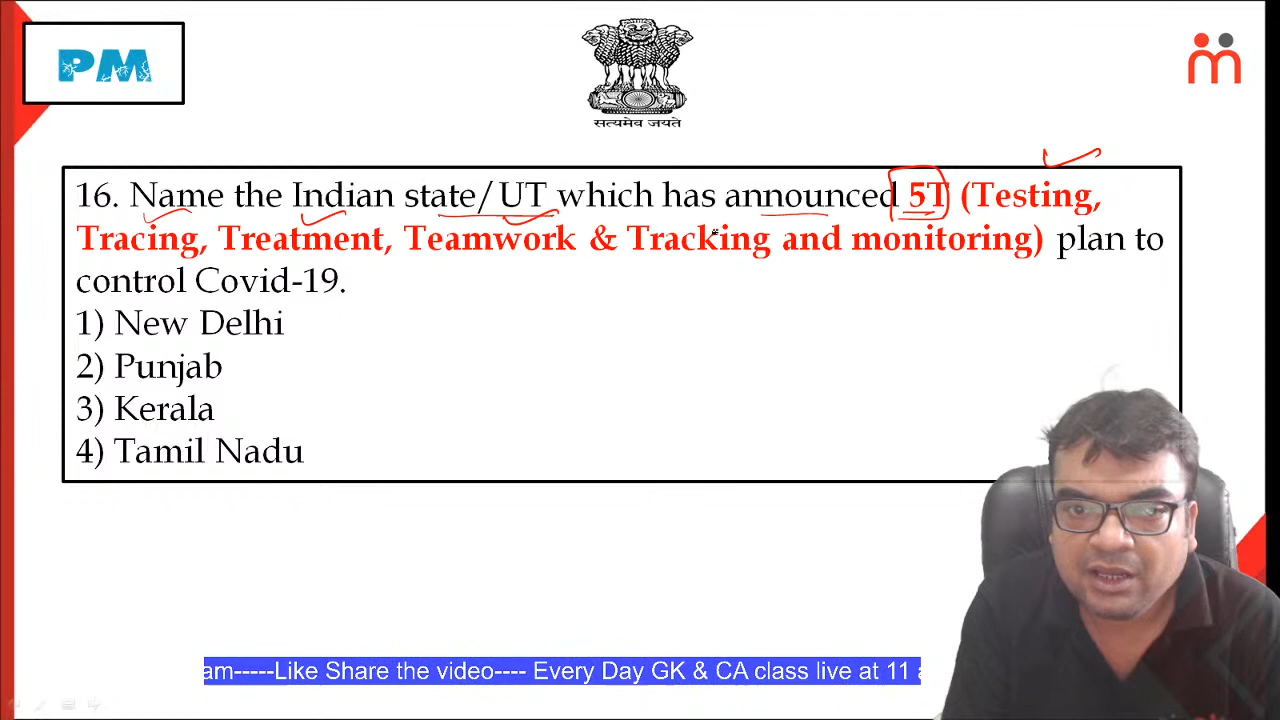 PM
सत्यमेव जयते
16. Name the Indian state/UT which has announced 5T (Testing,
Tracing, Treatment, Teamwork & Tracking and monitoring) plan to
control Covid-19.
1) New Delhi
2) Punjab
3) Kerala
4) Tamil Nadu
am-----Like Share the video---- Every Day GK & CA class live at 11 a